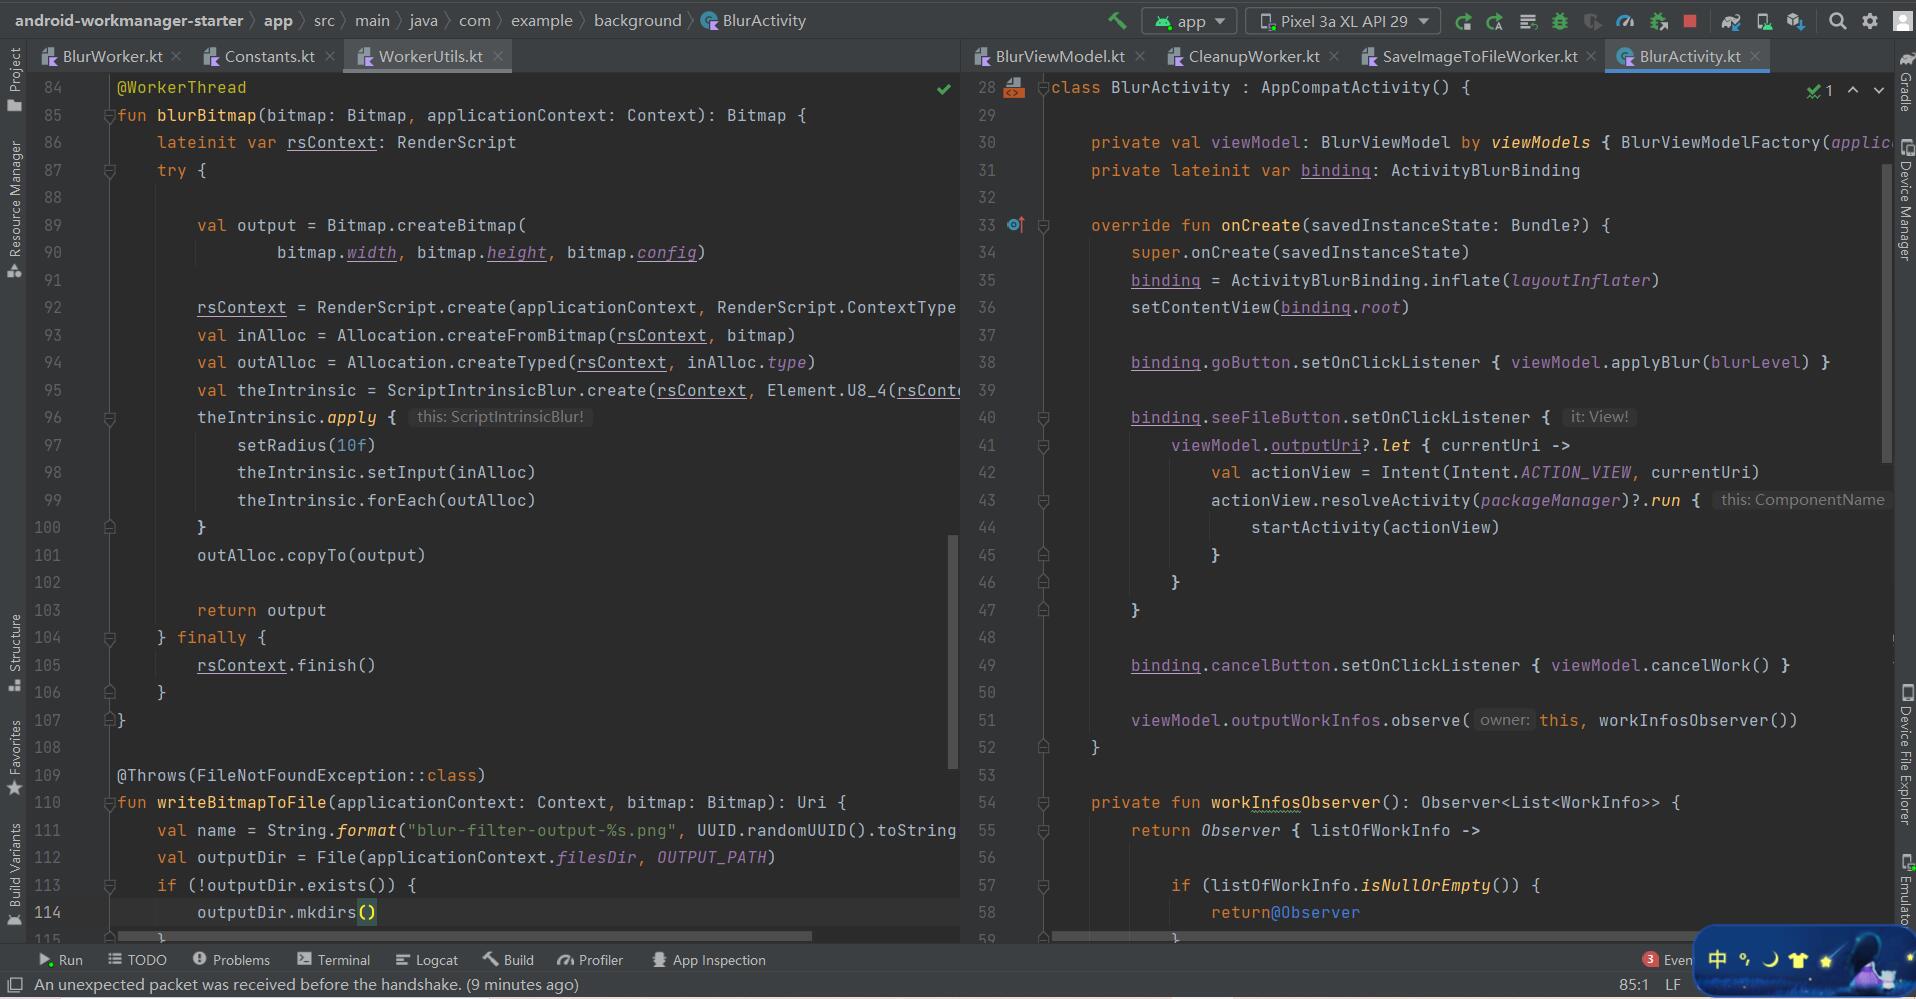 android-workmanager-starter > app > src > main > java > com > example > background > BlurActivity
app
Pixel 3a XL API 29
BlurWorker.kt
Constants.kt
WorkerUtils.kt
BlurViewModel.kt
CleanupWorker.kt
SaveImageToFileWorker.kt
BlurActivity.kt
Project
Resource Manager
Structure
Favorites
Build Variants
84 @WorkerThread
85 fun blurBitmap(bitmap: Bitmap, applicationContext: Context): Bitmap {
86 lateinit var rsContext: RenderScript
87 try {
88
89 val output = Bitmap.createBitmap(
90 bitmap.width, bitmap.height, bitmap.config)
91
92 rsContext = RenderScript.create(applicationContext, RenderScript.ContextType
93 val inAlloc = Allocation.createFromBitmap(rsContext, bitmap)
94 val outAlloc = Allocation.createTyped(rsContext, inAlloc.type)
95 val theIntrinsic = ScriptIntrinsicBlur.create(rsContext, Element.U8_4(rsConte
96 theIntrinsic.apply { this: ScriptIntrinsicBlur!
97 setRadius(10f)
98 theIntrinsic.setInput(inAlloc)
99 theIntrinsic.forEach(outAlloc)
100 }
101 outAlloc.copyTo(output)
102
103 return output
104 } finally {
105 rsContext.finish()
106 }
107 }
108
109 @Throws(FileNotFoundException::class)
110 fun writeBitmapToFile(applicationContext: Context, bitmap: Bitmap): Uri {
111 val name = String.format("blur-filter-output-%s.png", UUID.randomUUID().toString
112 val outputDir = File(applicationContext.filesDir, OUTPUT_PATH)
113 if (!outputDir.exists()) {
114 outputDir.mkdirs()
115 }
28 class BlurActivity : AppCompatActivity() {
29
30 private val viewModel: BlurViewModel by viewModels { BlurViewModelFactory(applic
31 private lateinit var binding: ActivityBlurBinding
32
33 override fun onCreate(savedInstanceState: Bundle?) {
34 super.onCreate(savedInstanceState)
35 binding = ActivityBlurBinding.inflate(layoutInflater)
36 setContentView(binding.root)
37
38 binding.goButton.setOnClickListener { viewModel.applyBlur(blurLevel) }
39
40 binding.seeFileButton.setOnClickListener { it: View!
41 viewModel.outputUri?.let { currentUri ->
42 val actionView = Intent(Intent.ACTION_VIEW, currentUri)
43 actionView.resolveActivity(packageManager)?.run { this: ComponentName
44 startActivity(actionView)
45 }
46 }
47 }
48
49 binding.cancelButton.setOnClickListener { viewModel.cancelWork() }
50
51 viewModel.outputWorkInfos.observe( owner: this, workInfosObserver())
52 }
53
54 private fun workInfosObserver(): Observer<List<WorkInfo>> {
55 return Observer { listOfWorkInfo ->
56
57 if (listOfWorkInfo.isNullOrEmpty()) {
58 return@Observer
59 }
1
Gradle
Device Manager
Device File Explorer
Emulator
Run
TODO
Problems
Terminal
Logcat
Build
Profiler
App Inspection
3 Even
An unexpected packet was received before the handshake. (9 minutes ago)
85:1 LF
中